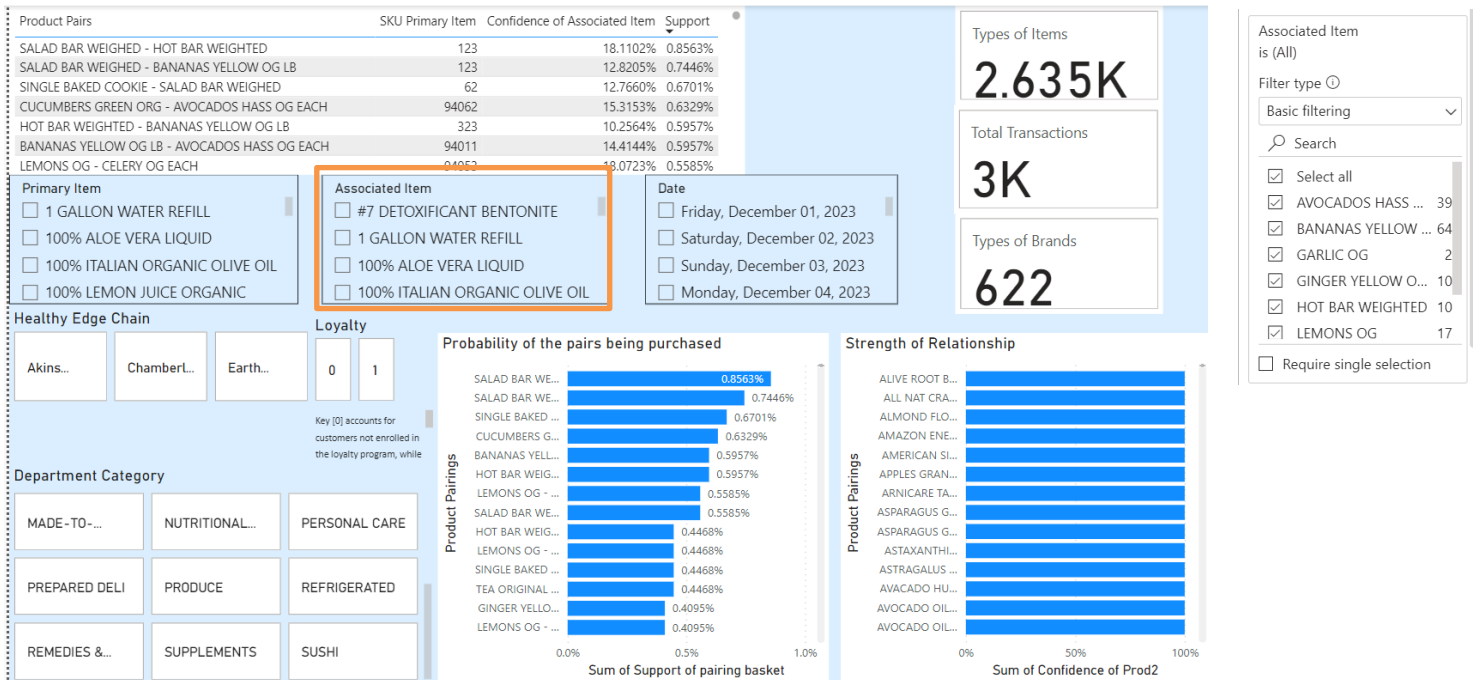 Product Pairs SKU Primary Item Confidence of Associated Item Support
SALAD BAR WEIGHED - HOT BAR WEIGHTED 123 18.1102% 0.8563%
SALAD BAR WEIGHED - BANANAS YELLOW OG LB 123 12.8205% 0.7446%
SINGLE BAKED COOKIE - SALAD BAR WEIGHED 62 12.7660% 0.6701%
CUCUMBERS GREEN ORG - AVOCADOS HASS OG EACH 94062 15.3153% 0.6329%
HOT BAR WEIGHTED - BANANAS YELLOW OG LB 323 10.2564% 0.5957%
BANANAS YELLOW OG LB - AVOCADOS HASS OG EACH 94011 14.4144% 0.5957%
LEMONS OG - CELERY OG EACH 94053 18.0723% 0.5585%
Primary Item
1 GALLON WATER REFILL
100% ALOE VERA LIQUID
100% ITALIAN ORGANIC OLIVE OIL
100% LEMON JUICE ORGANIC
Associated Item
#7 DETOXIFICANT BENTONITE
1 GALLON WATER REFILL
100% ALOE VERA LIQUID
100% ITALIAN ORGANIC OLIVE OIL
Date
Friday, December 01, 2023
Saturday, December 02, 2023
Sunday, December 03, 2023
Monday, December 04, 2023
Types of Items
2.635K
Total Transactions
3K
Types of Brands
622
Associated Item
is (All)
Filter type
Basic filtering
Search
Select all
AVOCADOS HASS ... 39
BANANAS YELLOW ... 64
GARLIC OG 2
GINGER YELLOW O... 10
HOT BAR WEIGHTED 10
LEMONS OG 17
Require single selection
Healthy Edge Chain
Akins...
Chamberl...
Earth...
Loyalty
0
1
Key [0] accounts for
customers not enrolled in
the loyalty program, while
Department Category
MADE-TO-...
NUTRITIONAL...
PERSONAL CARE
PREPARED DELI
PRODUCE
REFRIGERATED
REMEDIES &...
SUPPLEMENTS
SUSHI
Probability of the pairs being purchased
Product Pairings
SALAD BAR WE... 0.8563%
SALAD BAR WE... 0.7446%
SINGLE BAKED ... 0.6701%
CUCUMBERS G... 0.6329%
BANANAS YELL... 0.5957%
HOT BAR WEIG... 0.5957%
LEMONS OG - ... 0.5585%
SALAD BAR WE... 0.5585%
HOT BAR WEIG... 0.4468%
LEMONS OG - ... 0.4468%
SINGLE BAKED ... 0.4468%
TEA ORIGINAL ... 0.4468%
GINGER YELLO... 0.4095%
LEMONS OG - ... 0.4095%
0.0% 0.5% 1.0%
Sum of Support of pairing basket
Strength of Relationship
Product Pairings
ALIVE ROOT B...
ALL NAT CRA...
ALMOND FLO...
AMAZON ENE...
AMERICAN SI...
APPLES GRAN...
ARNICARE TA...
ASPARAGUS G...
ASPARAGUS G...
ASTAXANTHI...
ASTRAGALUS ...
AVACADO HU...
AVOCADO OIL...
AVOCADO OIL...
0% 50% 100%
Sum of Confidence of Prod2